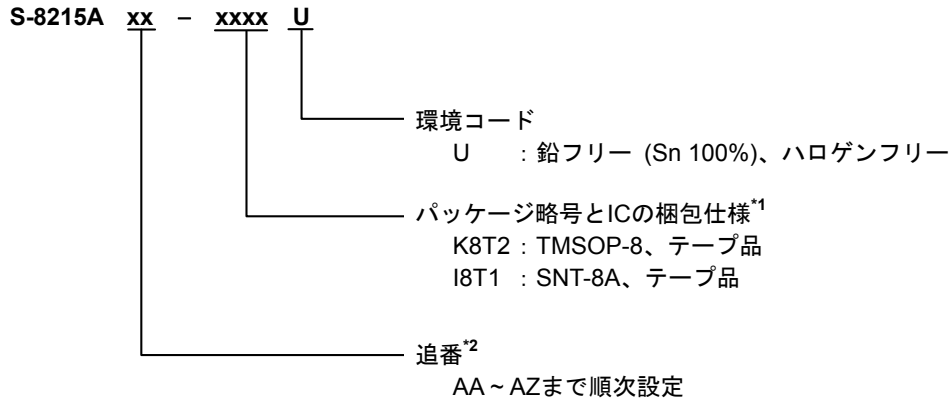 S-8215A xx － xxxx U
環境コード
U ：鉛フリー (Sn 100%)、ハロゲンフリー
パッケージ略号とICの梱包仕様*1
K8T2：TMSOP-8、テープ品
I8T1 ：SNT-8A、テープ品
追番*2
AA ~ AZまで順次設定